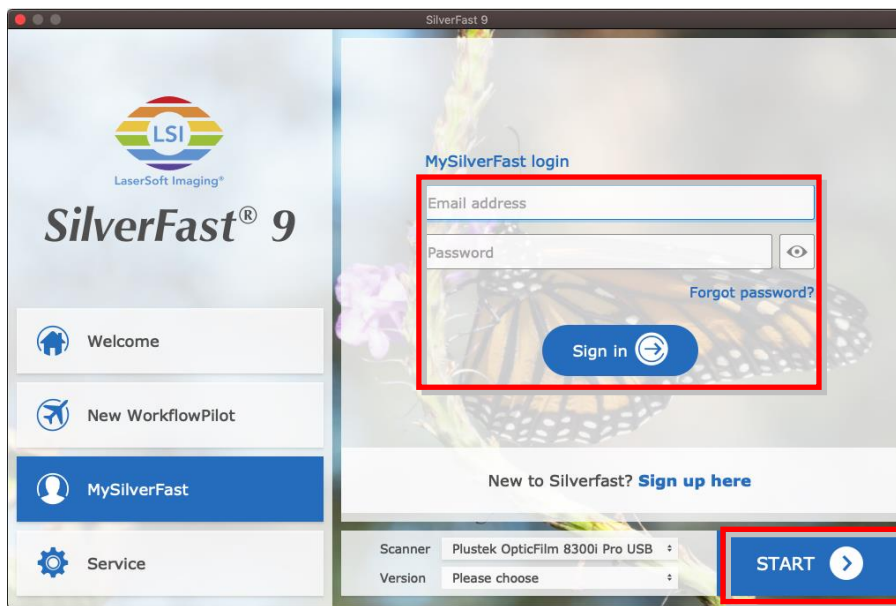 SilverFast 9
LSI
LaserSoft Imaging®
SilverFast® 9
Welcome
New WorkflowPilot
MySilverFast
Service
MySilverFast login
Email address
Password
Forgot password?
Sign in
New to Silverfast? Sign up here
Scanner Plustek OpticFilm 8300i Pro USB
Version Please choose
START